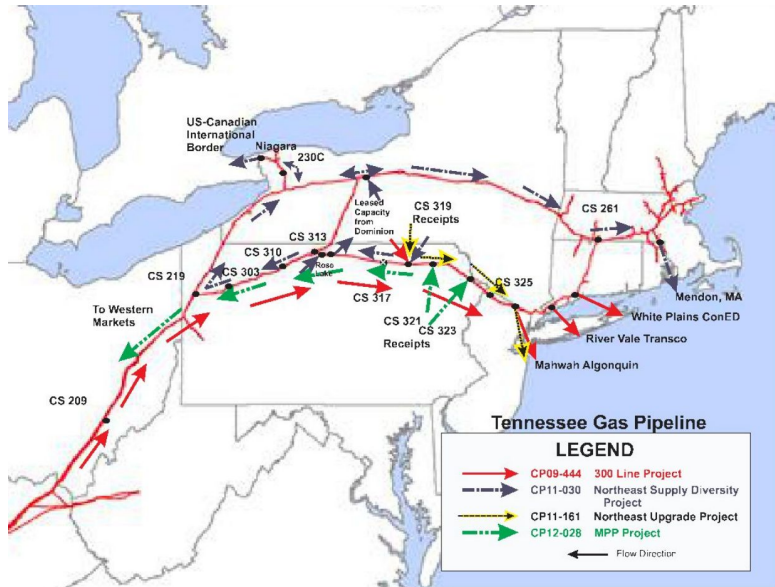 US-Canadian
International
Border
Niagara
230C
Leased
Capacity
from
Dominion
CS 319
Receipts
CS 261
CS 313
CS 310
Rose
Lake
CS 219
CS 303
CS 317
CS 325
CS 321
CS 323
Receipts
To Western
Markets
Mendon, MA
White Plains ConED
River Vale Transco
Mahwah Algonquin
CS 209
Tennessee Gas Pipeline
LEGEND
CP09-444 300 Line Project
CP11-030 Northeast Supply Diversity
Project
CP11-161 Northeast Upgrade Project
CP12-028 MPP Project
Flow Direction